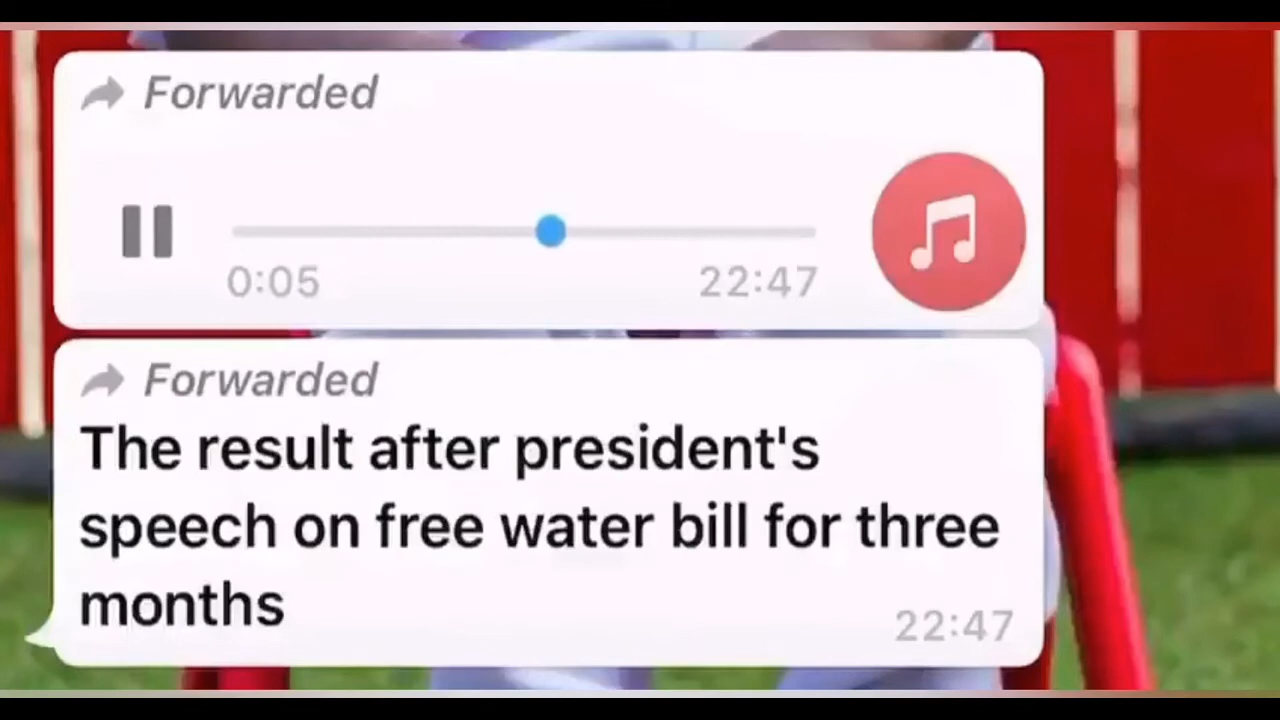 Forwarded
0:05 22:47
Forwarded
The result after president's
speech on free water bill for three
months
22:47